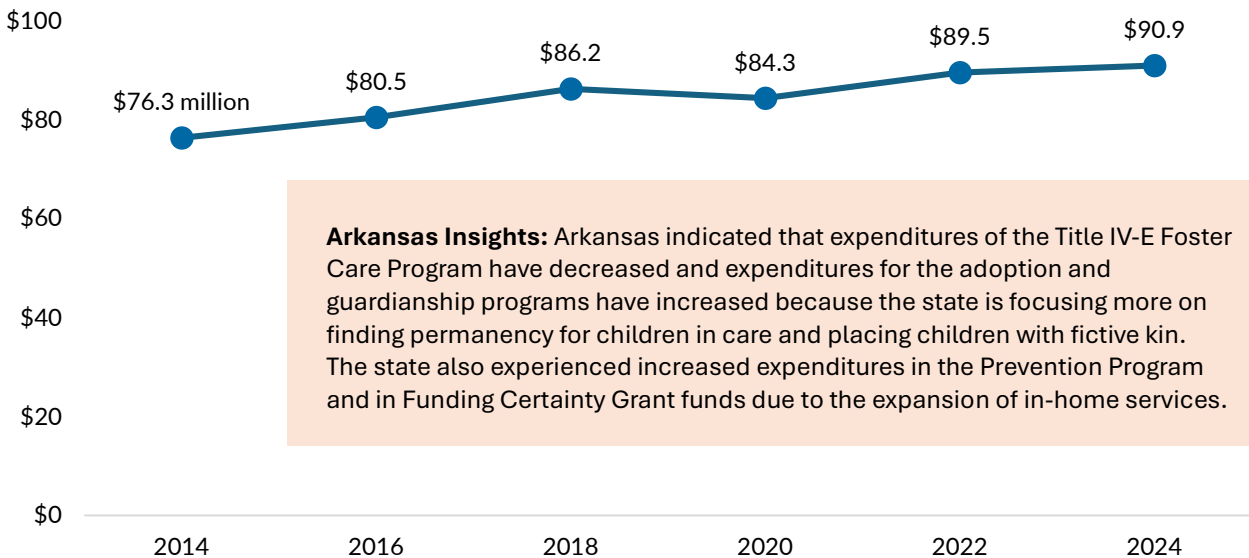 $100
$80
$60
$40
$20
$0
$76.3 million
$80.5
$86.2
$84.3
$89.5
$90.9
Arkansas Insights: Arkansas indicated that expenditures of the Title IV-E Foster
Care Program have decreased and expenditures for the adoption and
guardianship programs have increased because the state is focusing more on
finding permanency for children in care and placing children with fictive kin.
The state also experienced increased expenditures in the Prevention Program
and in Funding Certainty Grant funds due to the expansion of in-home services.
2014
2016
2018
2020
2022
2024